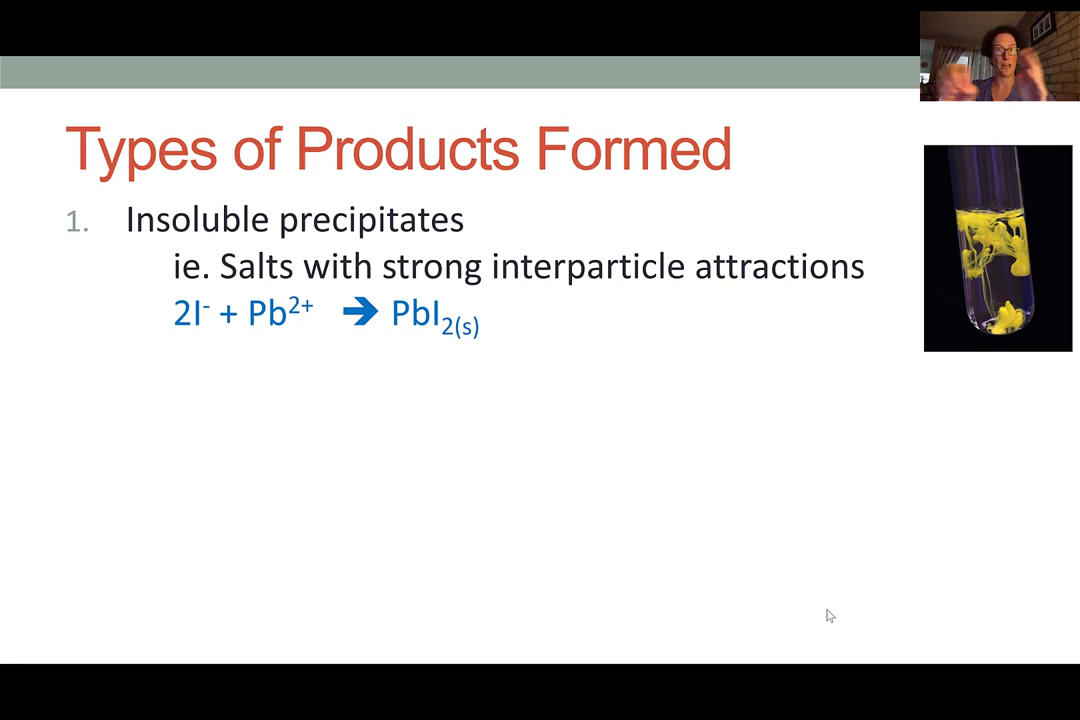 Types of Products Formed
1. Insoluble precipitates
ie. Salts with strong interparticle attractions
2I⁻ + Pb²⁺ ➔ PbI₂₍ₛ₎